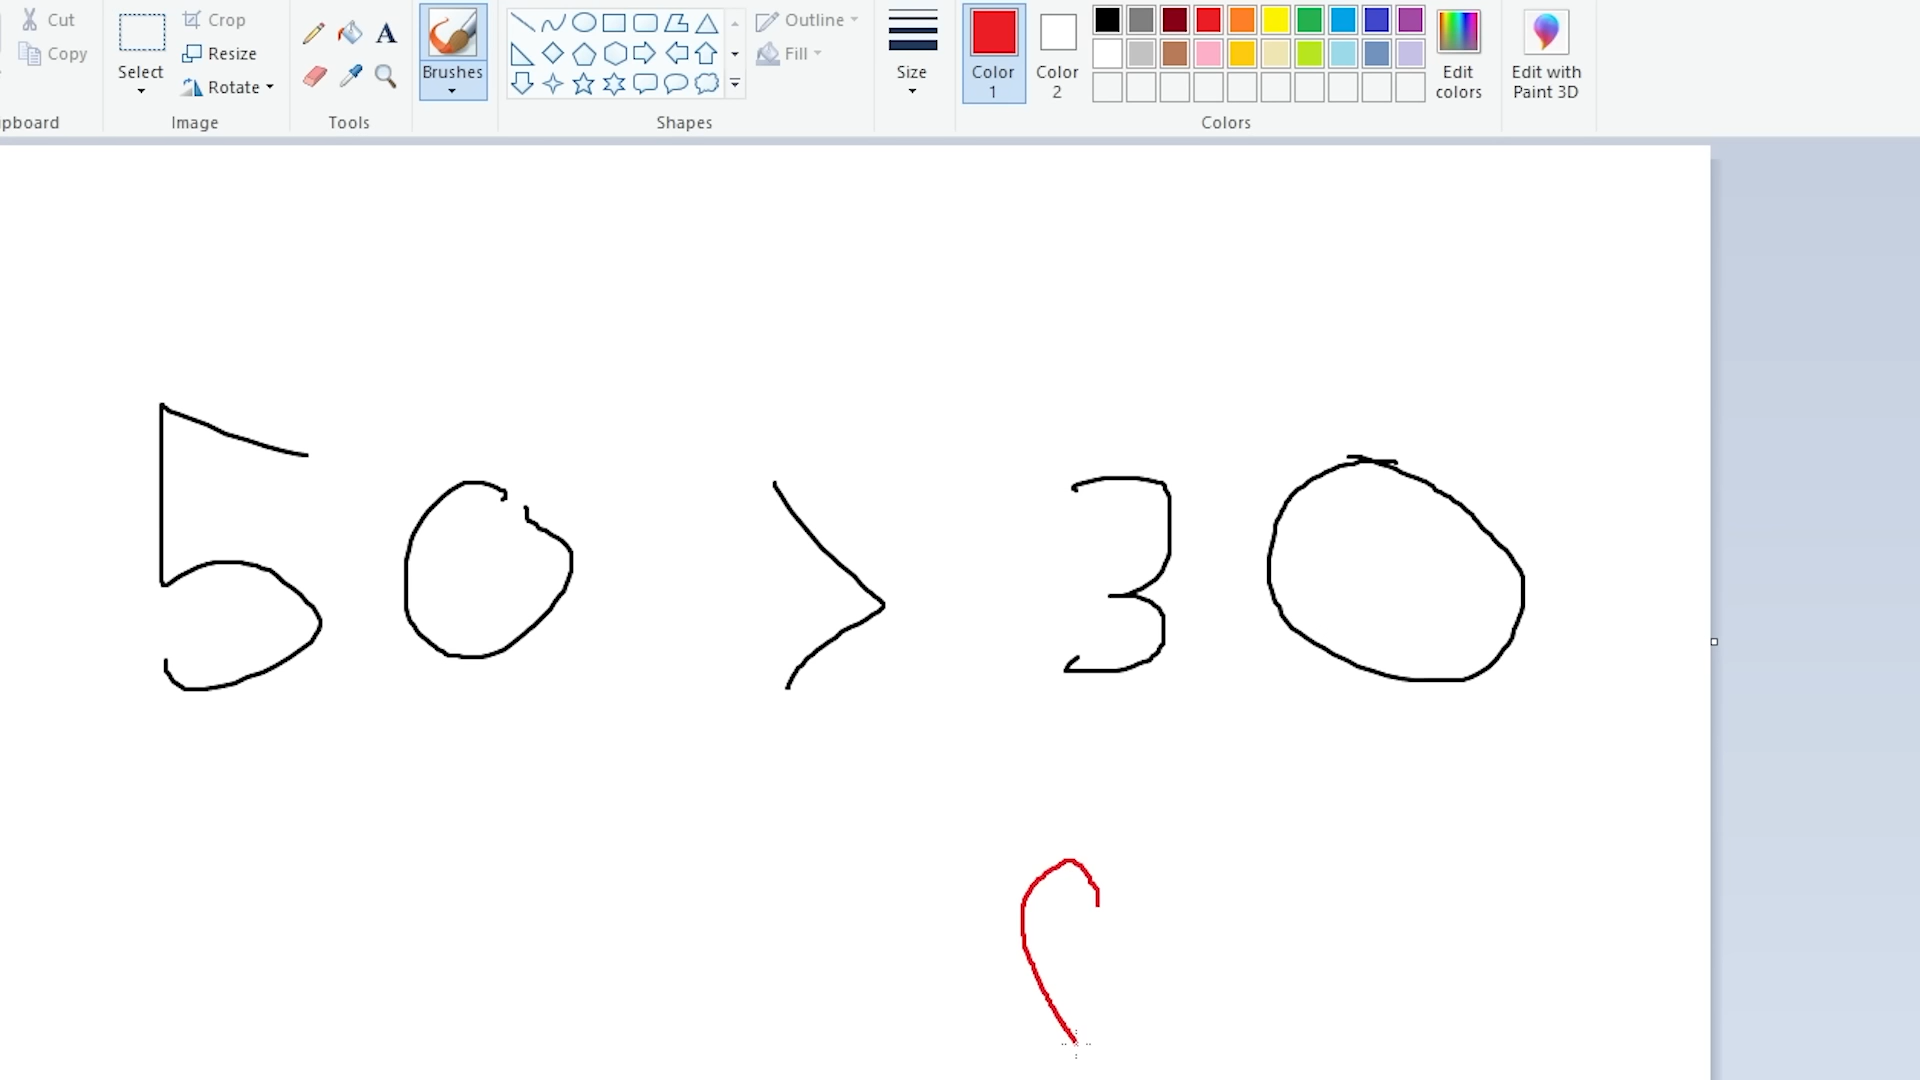 Cut Crop
Copy Select Resize Brushes Size Color 1 Color 2 Edit colors Edit with Paint 3D
Rotate
Outline
Fill
pboard Image Tools Shapes Colors
50 > 30